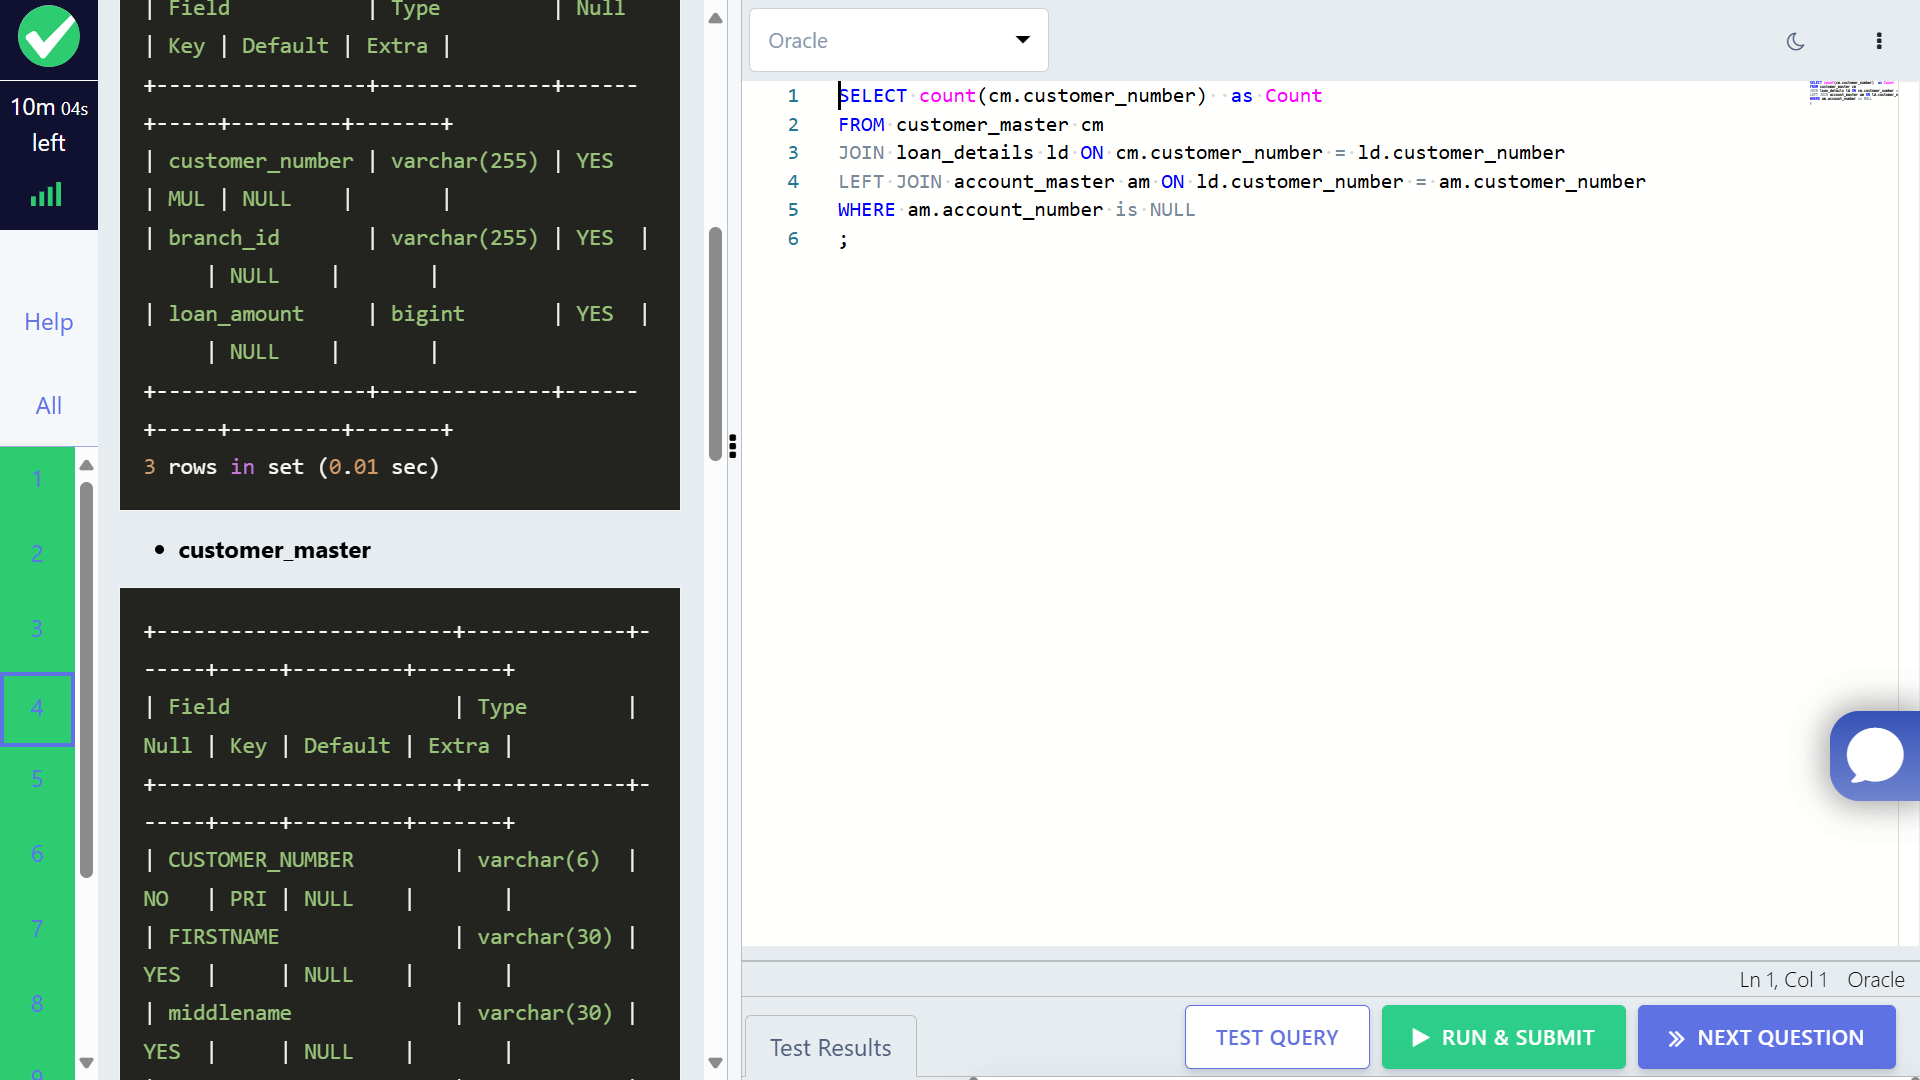 10m 04s
left
Help
All
1
2
3
4
5
6
7
8
9
| Field | Type | Null
| Key | Default | Extra |
+-----------------+--------------+------
+-----+---------+-------+
| customer_number | varchar(255) | YES
| MUL | NULL | |
| branch_id | varchar(255) | YES |
| NULL | |
| loan_amount | bigint | YES |
| NULL | |
+-----------------+--------------+------
+-----+---------+-------+
3 rows in set (0.01 sec)
• customer_master
+------------------------+-------------+-
-----+-----+---------+-------+
| Field | Type |
Null | Key | Default | Extra |
+------------------------+-------------+-
-----+-----+---------+-------+
| CUSTOMER_NUMBER | varchar(6) |
NO | PRI | NULL | |
| FIRSTNAME | varchar(30) |
YES | | NULL | |
| middlename | varchar(30) |
YES | | NULL | |
Oracle
1 SELECT count(cm.customer_number) as Count
2 FROM customer_master cm
3 JOIN loan_details ld ON cm.customer_number = ld.customer_number
4 LEFT JOIN account_master am ON ld.customer_number = am.customer_number
5 WHERE am.account_number is NULL
6 ;
Ln 1, Col 1 Oracle
Test Results
TEST QUERY
RUN & SUBMIT
NEXT QUESTION